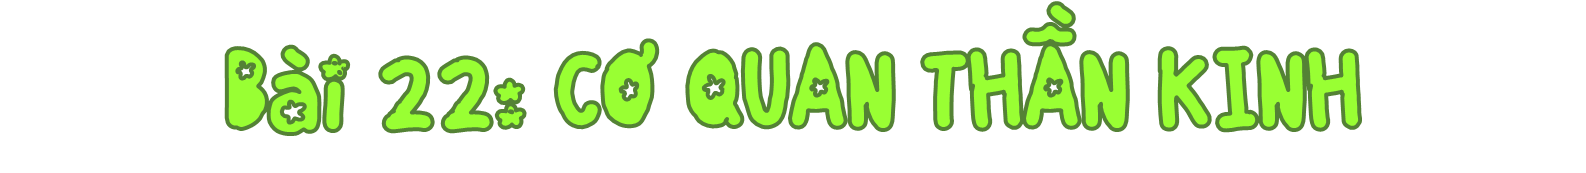 Bài 22: CƠ QUAN THẦN KINH